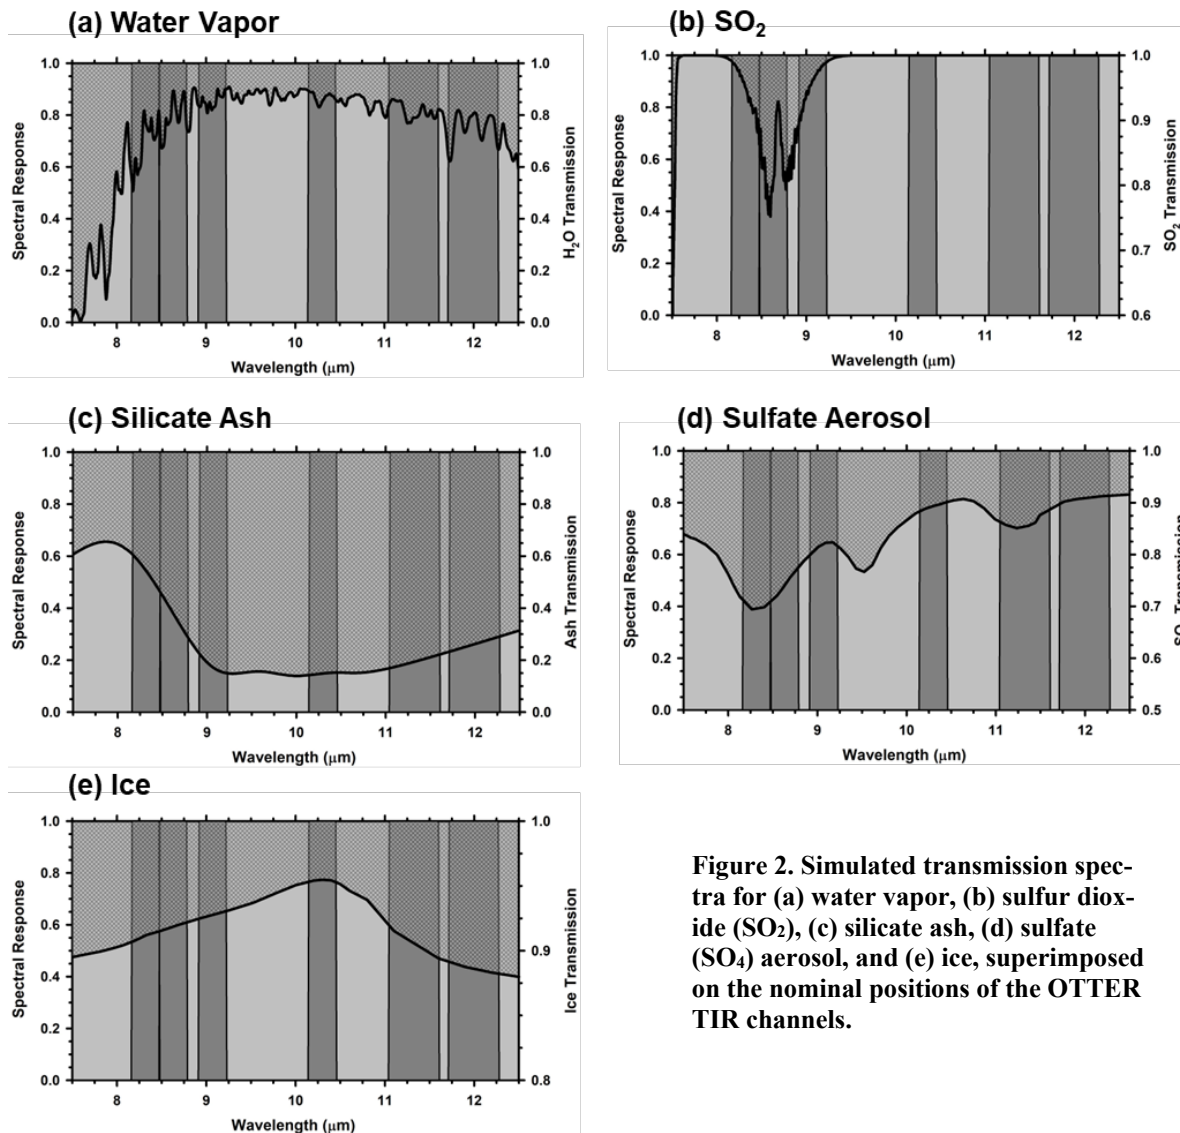 (a) Water Vapor
1.0
0.8
0.6
0.4
0.2
0.0
Spectral Response
1.0
0.8
0.6
0.4
0.2
0.0
H2O Transmission
8 9 10 11 12
Wavelength (μm)
(b) SO2
1.0
0.8
0.6
0.4
0.2
0.0
Spectral Response
1.0
0.9
0.8
0.7
0.6
SO2 Transmission
8 9 10 11 12
Wavelength (μm)
(c) Silicate Ash
1.0
0.8
0.6
0.4
0.2
0.0
Spectral Response
1.0
0.8
0.6
0.4
0.2
0.0
Ash Transmission
8 9 10 11 12
Wavelength (μm)
(d) Sulfate Aerosol
1.0
0.8
0.6
0.4
0.2
0.0
Spectral Response
1.0
0.9
0.8
0.7
0.6
0.5
8 9 10 11 12
Wavelength (μm)
(e) Ice
1.0
0.8
0.6
0.4
0.2
0.0
Spectral Response
1.0
0.9
0.8
Ice Transmission
8 9 10 11 12
Wavelength (μm)
Figure 2. Simulated transmission spec-
tra for (a) water vapor, (b) sulfur diox-
ide (SO2), (c) silicate ash, (d) sulfate
(SO4) aerosol, and (e) ice, superimposed
on the nominal positions of the OTTER
TIR channels.